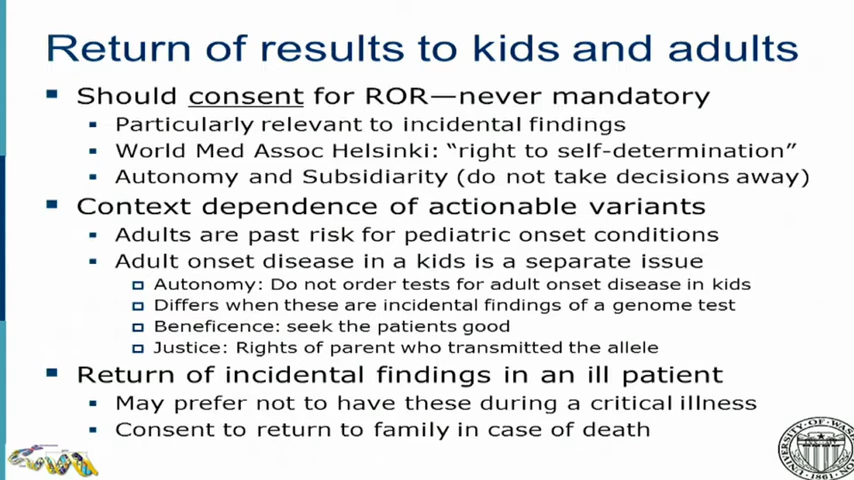 Return of results to kids and adults
Should consent for ROR—never mandatory
Particularly relevant to incidental findings
World Med Assoc Helsinki: “right to self-determination”
Autonomy and Subsidiarity (do not take decisions away)
Context dependence of actionable variants
Adults are past risk for pediatric onset conditions
Adult onset disease in a kids is a separate issue
Autonomy: Do not order tests for adult onset disease in kids
Differs when these are incidental findings of a genome test
Beneficence: seek the patients good
Justice: Rights of parent who transmitted the allele
Return of incidental findings in an ill patient
May prefer not to have these during a critical illness
Consent to return to family in case of death
UNIVERSITY OF WASH
1861